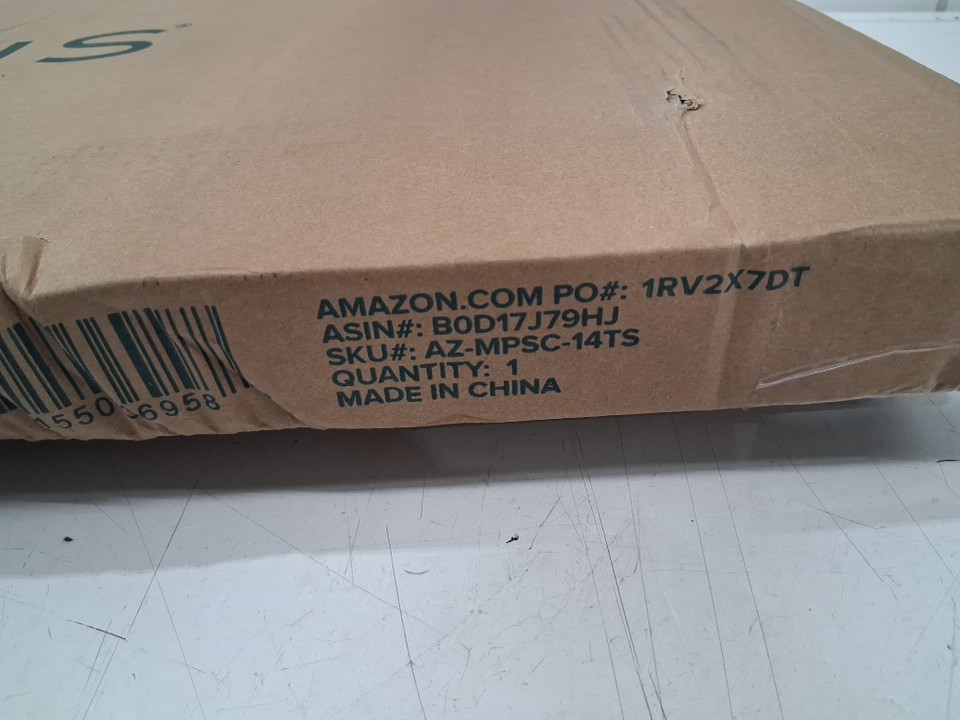 AMAZON.COM PO#: 1RV2X7DT
ASIN#: B0D17J79HJ
SKU#: AZ-MPSC-14TS
QUANTITY: 1
MADE IN CHINA